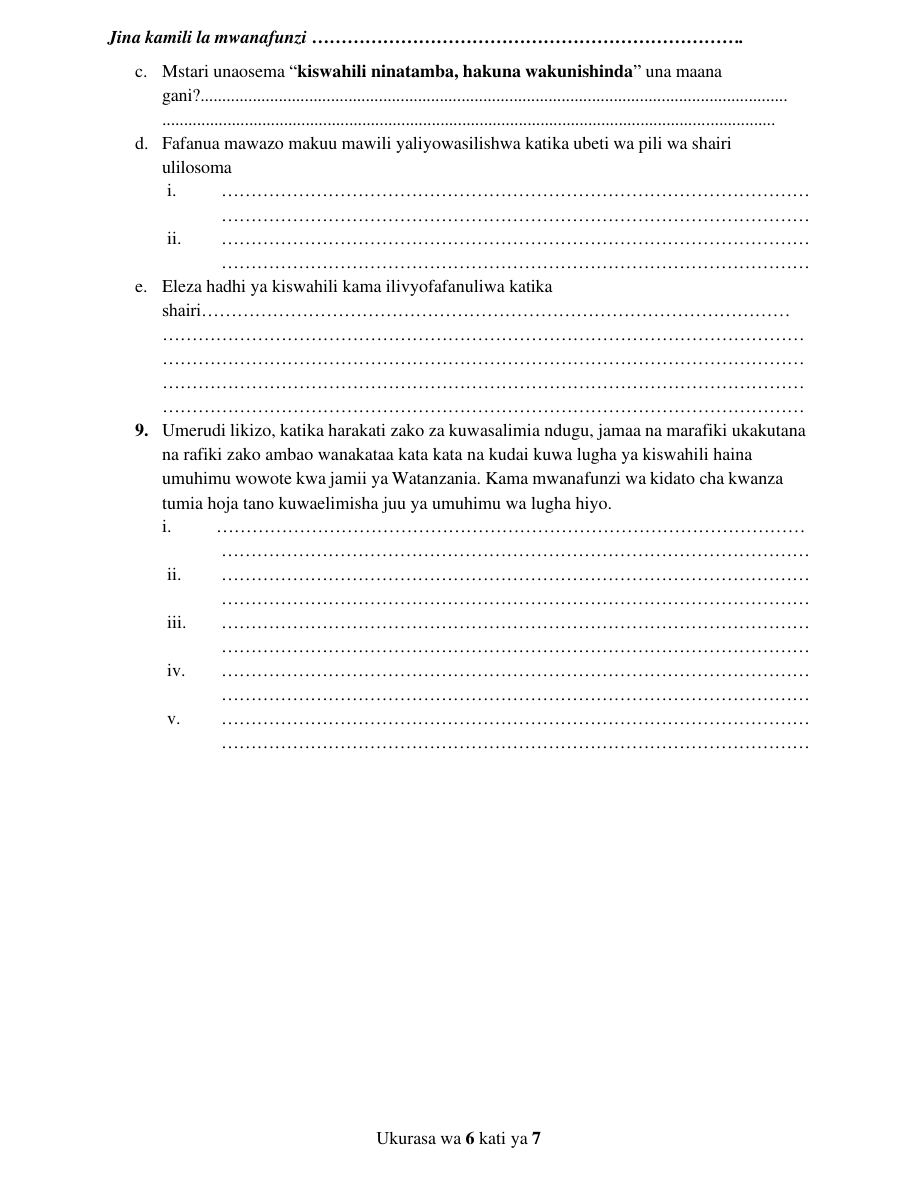 Jina kamili la mwanafunzi ……………………………………………………………….
c. Mstari unaosema “kiswahili ninatamba, hakuna wakunishinda” una maana
gani?.......................................................................................................................................
.............................................................................................................................................
d. Fafanua mawazo makuu mawili yaliyowasilishwa katika ubeti wa pili wa shairi
ulilosoma
i. ………………………………………………………………………………………
………………………………………………………………………………………
ii. ………………………………………………………………………………………
………………………………………………………………………………………
e. Eleza hadhi ya kiswahili kama ilivyofafanuliwa katika
shairi………………………………………………………………………………………
………………………………………………………………………………………………
………………………………………………………………………………………………
………………………………………………………………………………………………
………………………………………………………………………………………………
9. Umerudi likizo, katika harakati zako za kuwasalimia ndugu, jamaa na marafiki ukakutana
na rafiki zako ambao wanakataa kata kata na kudai kuwa lugha ya kiswahili haina
umuhimu wowote kwa jamii ya Watanzania. Kama mwanafunzi wa kidato cha kwanza
tumia hoja tano kuwaelimisha juu ya umuhimu wa lugha hiyo.
i. ………………………………………………………………………………………
………………………………………………………………………………………
ii. ………………………………………………………………………………………
………………………………………………………………………………………
iii. ………………………………………………………………………………………
………………………………………………………………………………………
iv. ………………………………………………………………………………………
………………………………………………………………………………………
v. ………………………………………………………………………………………
………………………………………………………………………………………
Ukurasa wa 6 kati ya 7